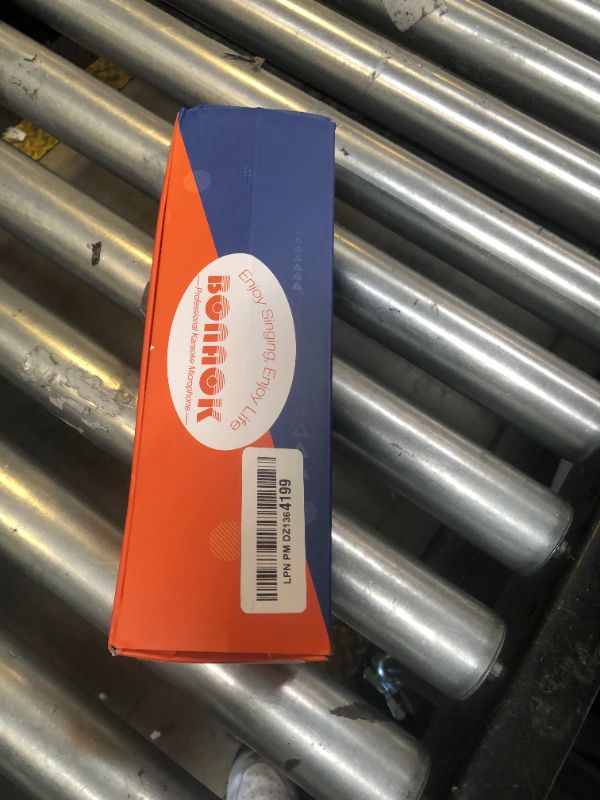 Enjoy Singing, Enjoy Life
BONAOK
—Professional Karaoke Microphone—
LPN PM DZ1364199